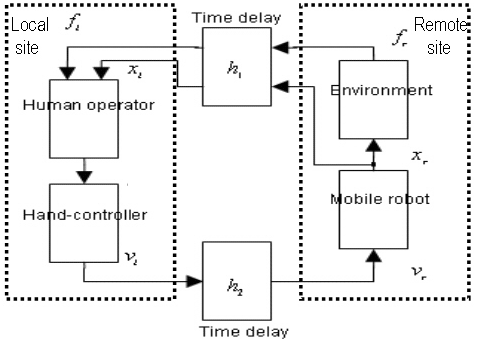 Local
site
f_l
Time delay
f_r
Remote
site
x_l
h_1
Human operator
Environment
x_r
Hand-controller
Mobile robot
v_l
h_2
v_r
Time delay